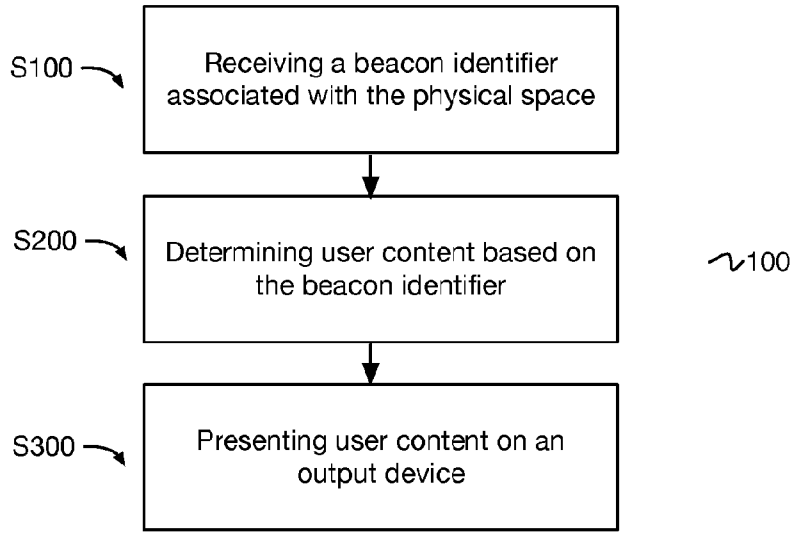 S100
Receiving a beacon identifier
associated with the physical space
S200
Determining user content based on
the beacon identifier
100
S300
Presenting user content on an
output device